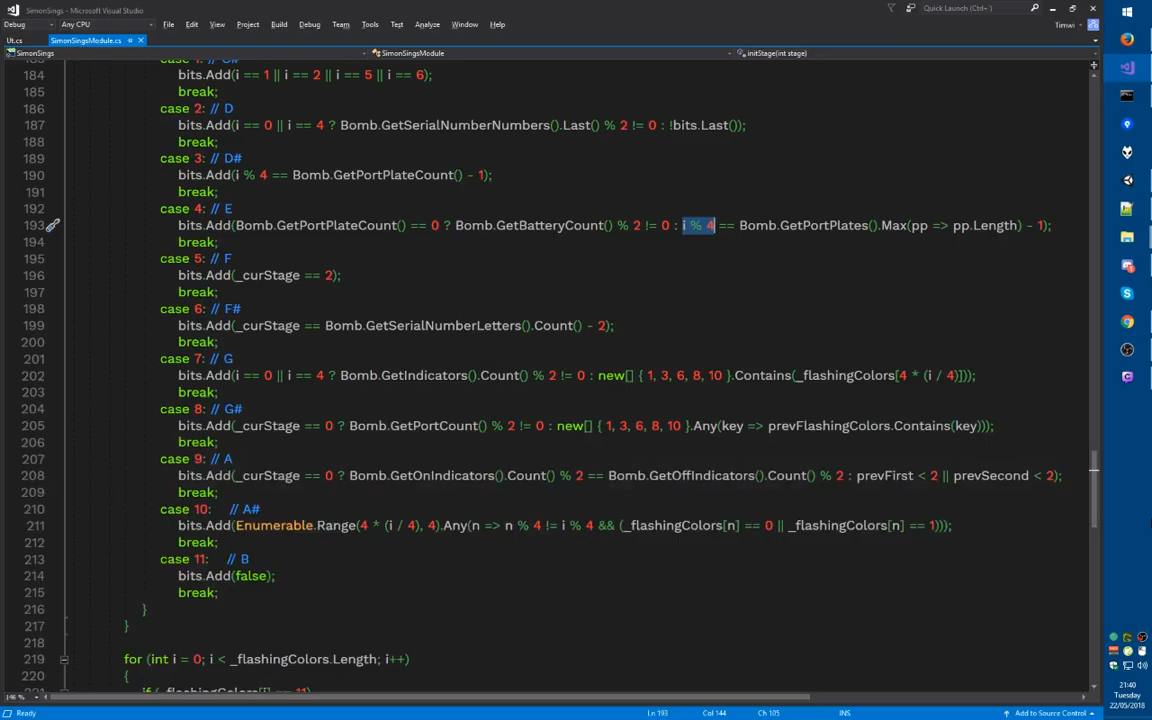 SimonSings - Microsoft Visual Studio
Quick Launch (Ctrl+')
File Edit View Project Build Debug Team Tools Test Analyze Window Help
Timwi
Debug Any CPU
Ut.cs SimonSingsModule.cs
SimonSings SimonSingsModule initStage(int stage)
184 bits.Add(i == 1 || i == 2 || i == 5 || i == 6);
185 break;
186 case 2: // D
187 bits.Add(i == 0 || i == 4 ? Bomb.GetSerialNumberNumbers().Last() % 2 != 0 : !bits.Last());
188 break;
189 case 3: // D#
190 bits.Add(i % 4 == Bomb.GetPortPlateCount() - 1);
191 break;
192 case 4: // E
193 bits.Add(Bomb.GetPortPlateCount() == 0 ? Bomb.GetBatteryCount() % 2 != 0 : i % 4 == Bomb.GetPortPlates().Max(pp => pp.Length) - 1);
194 break;
195 case 5: // F
196 bits.Add(_curStage == 2);
197 break;
198 case 6: // F#
199 bits.Add(_curStage == Bomb.GetSerialNumberLetters().Count() - 2);
200 break;
201 case 7: // G
202 bits.Add(i == 0 || i == 4 ? Bomb.GetIndicators().Count() % 2 != 0 : new[] { 1, 3, 6, 8, 10 }.Contains(_flashingColors[4 * (i / 4)]));
203 break;
204 case 8: // G#
205 bits.Add(_curStage == 0 ? Bomb.GetPortCount() % 2 != 0 : new[] { 1, 3, 6, 8, 10 }.Any(key => prevFlashingColors.Contains(key)));
206 break;
207 case 9: // A
208 bits.Add(_curStage == 0 ? Bomb.GetOnIndicators().Count() % 2 == Bomb.GetOffIndicators().Count() % 2 : prevFirst < 2 || prevSecond < 2);
209 break;
210 case 10: // A#
211 bits.Add(Enumerable.Range(4 * (i / 4), 4).Any(n => n % 4 != i % 4 && (_flashingColors[n] == 0 || _flashingColors[n] == 1)));
212 break;
213 case 11: // B
214 bits.Add(false);
215 break;
216 }
217 }
218
219 for (int i = 0; i < _flashingColors.Length; i++)
220 {
146 %
Ready Ln 193 Col 144 Ch 105 INS Add to Source Control
21:40
Tuesday
22/05/2018